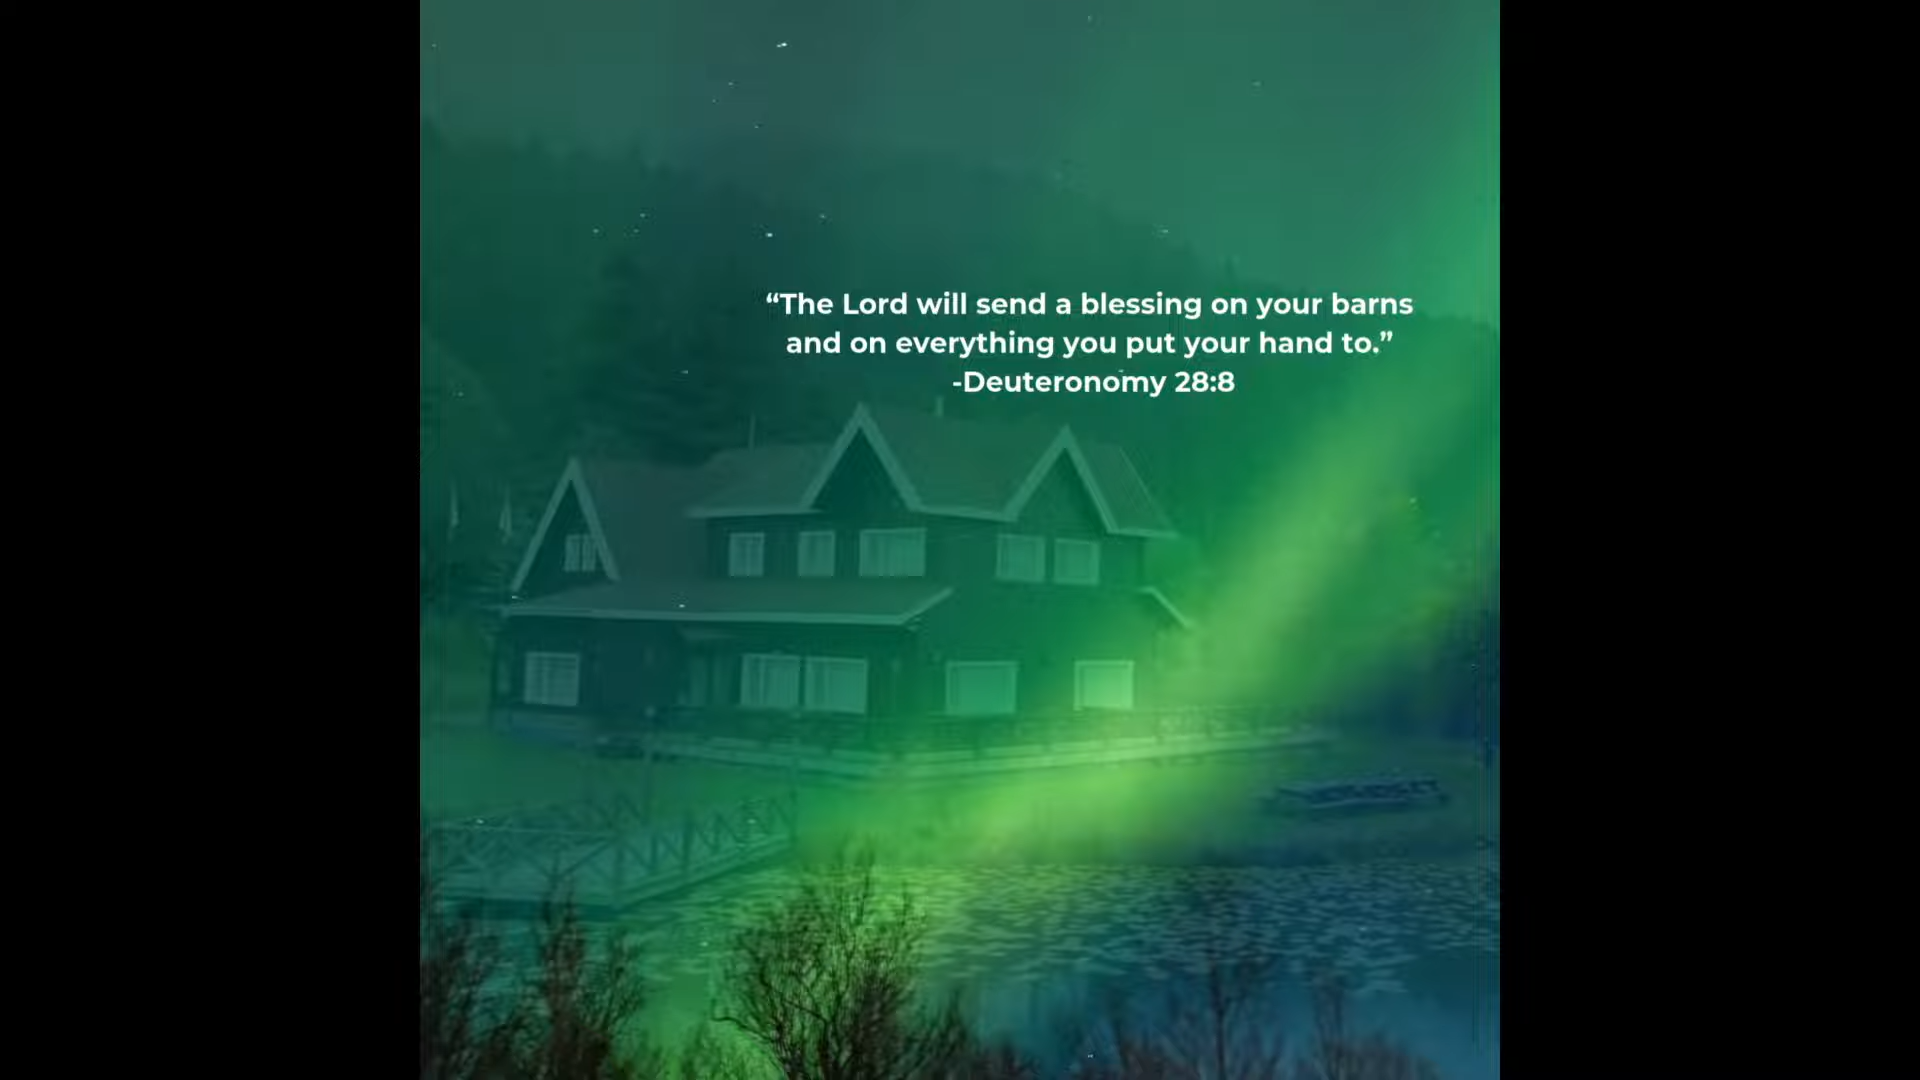 “The Lord will send a blessing on your barns
and on everything you put your hand to.”
-Deuteronomy 28:8